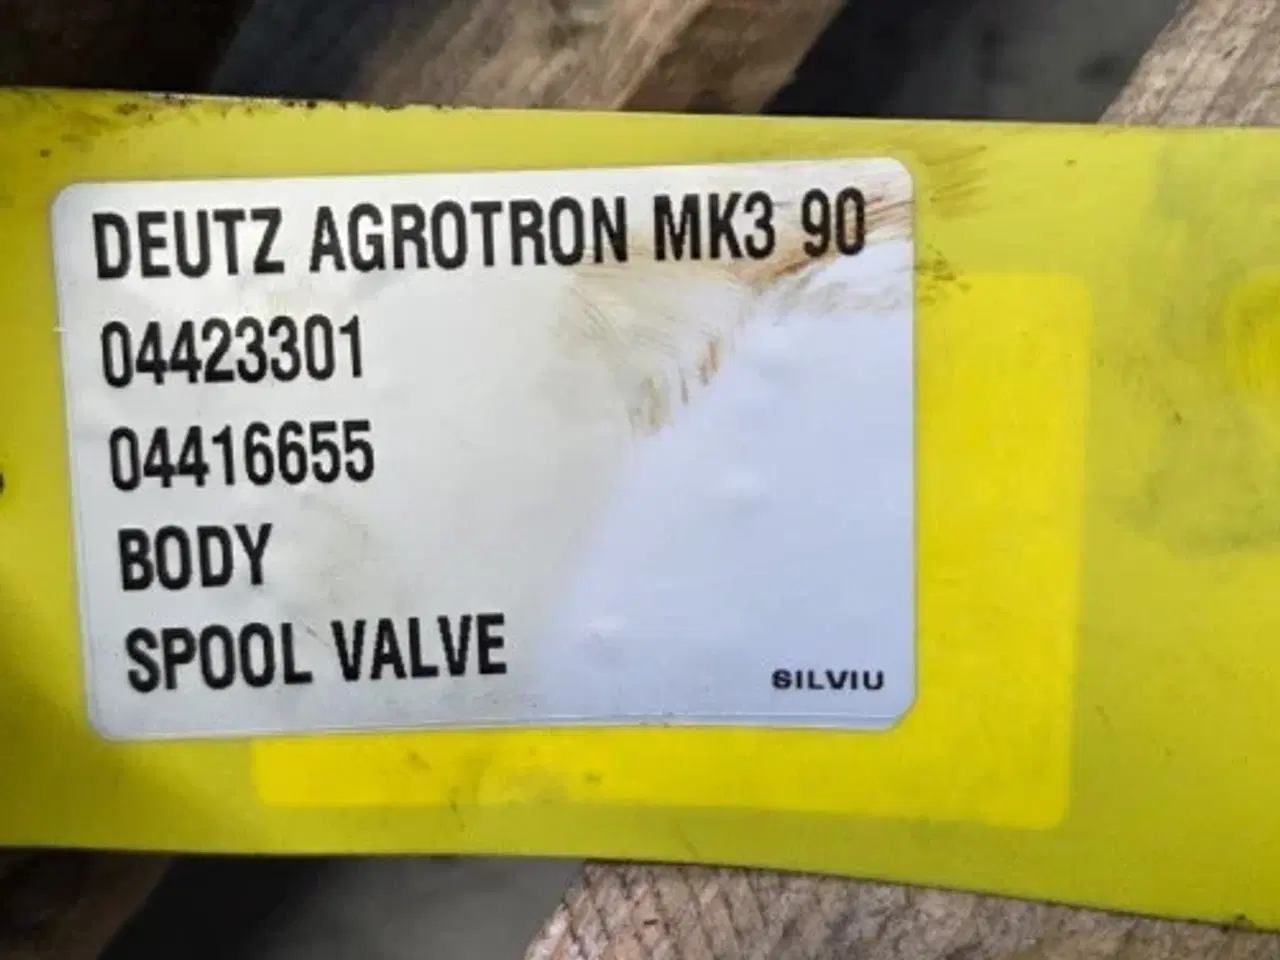 DEUTZ AGROTRON MK3 90
04423301
04416655
BODY
SPOOL VALVE
SILVIU